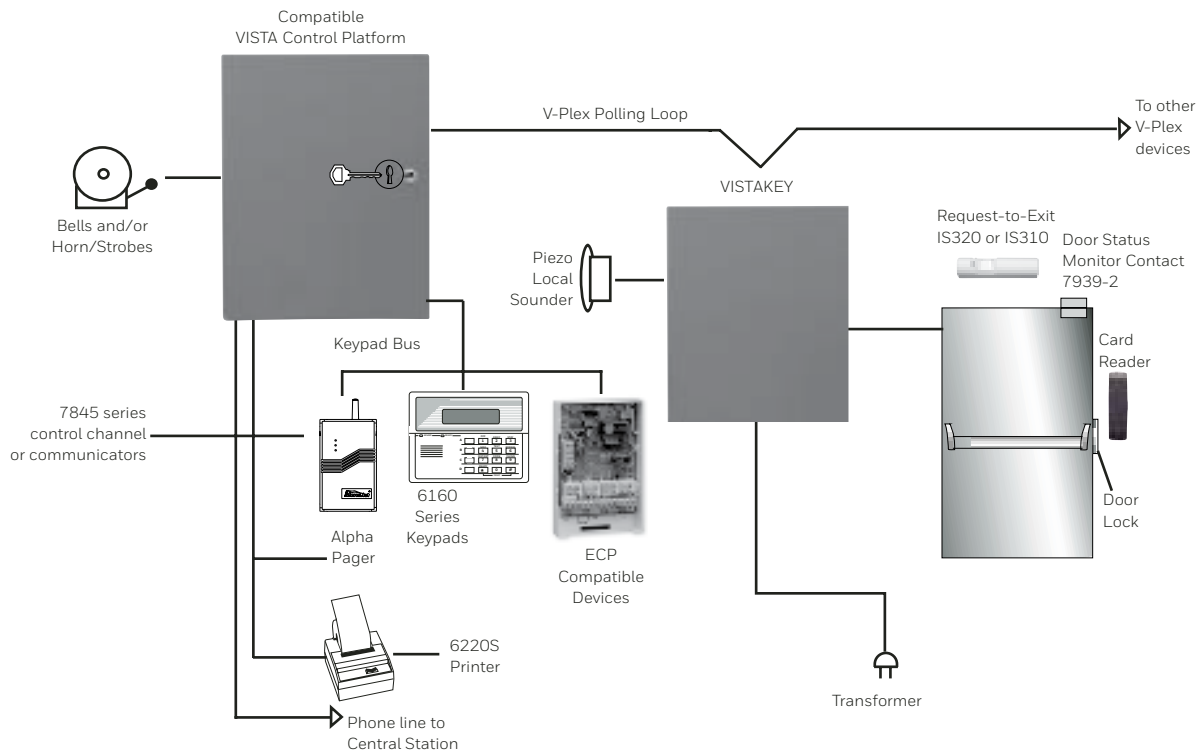 Compatible
VISTA Control Platform
V-Plex Polling Loop
To other
V-Plex
devices
Bells and/or
Horn/Strobes
VISTAKEY
Piezo
Local
Sounder
Request-to-Exit
IS320 or IS310
Door Status
Monitor Contact
7939-2
Card
Reader
Keypad Bus
7845 series
control channel
or communicators
6160
Series
Keypads
Alpha
Pager
ECP
Compatible
Devices
Door
Lock
6220S
Printer
Transformer
Phone line to
Central Station